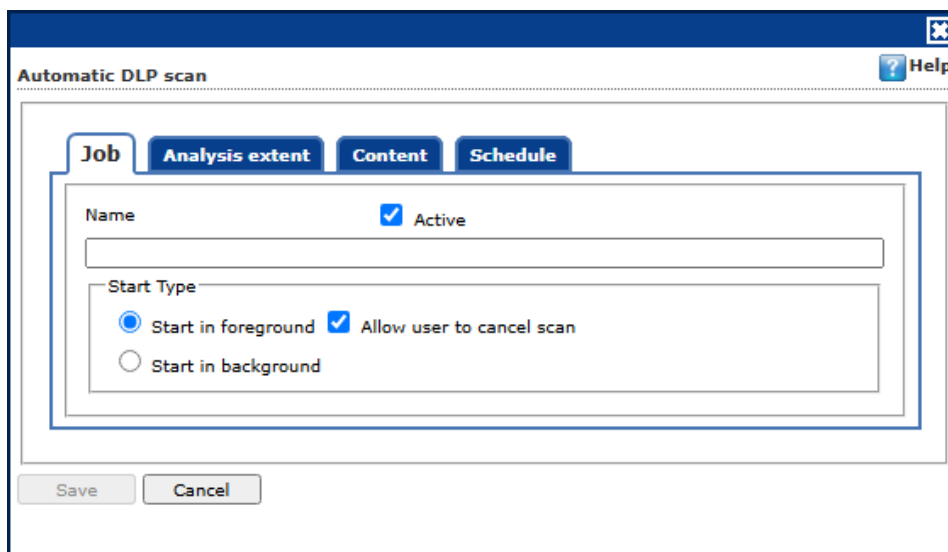 Automatic DLP scan
? Help
Job Analysis extent Content Schedule
Name Active
Start Type
Start in foreground Allow user to cancel scan
Start in background
Save Cancel